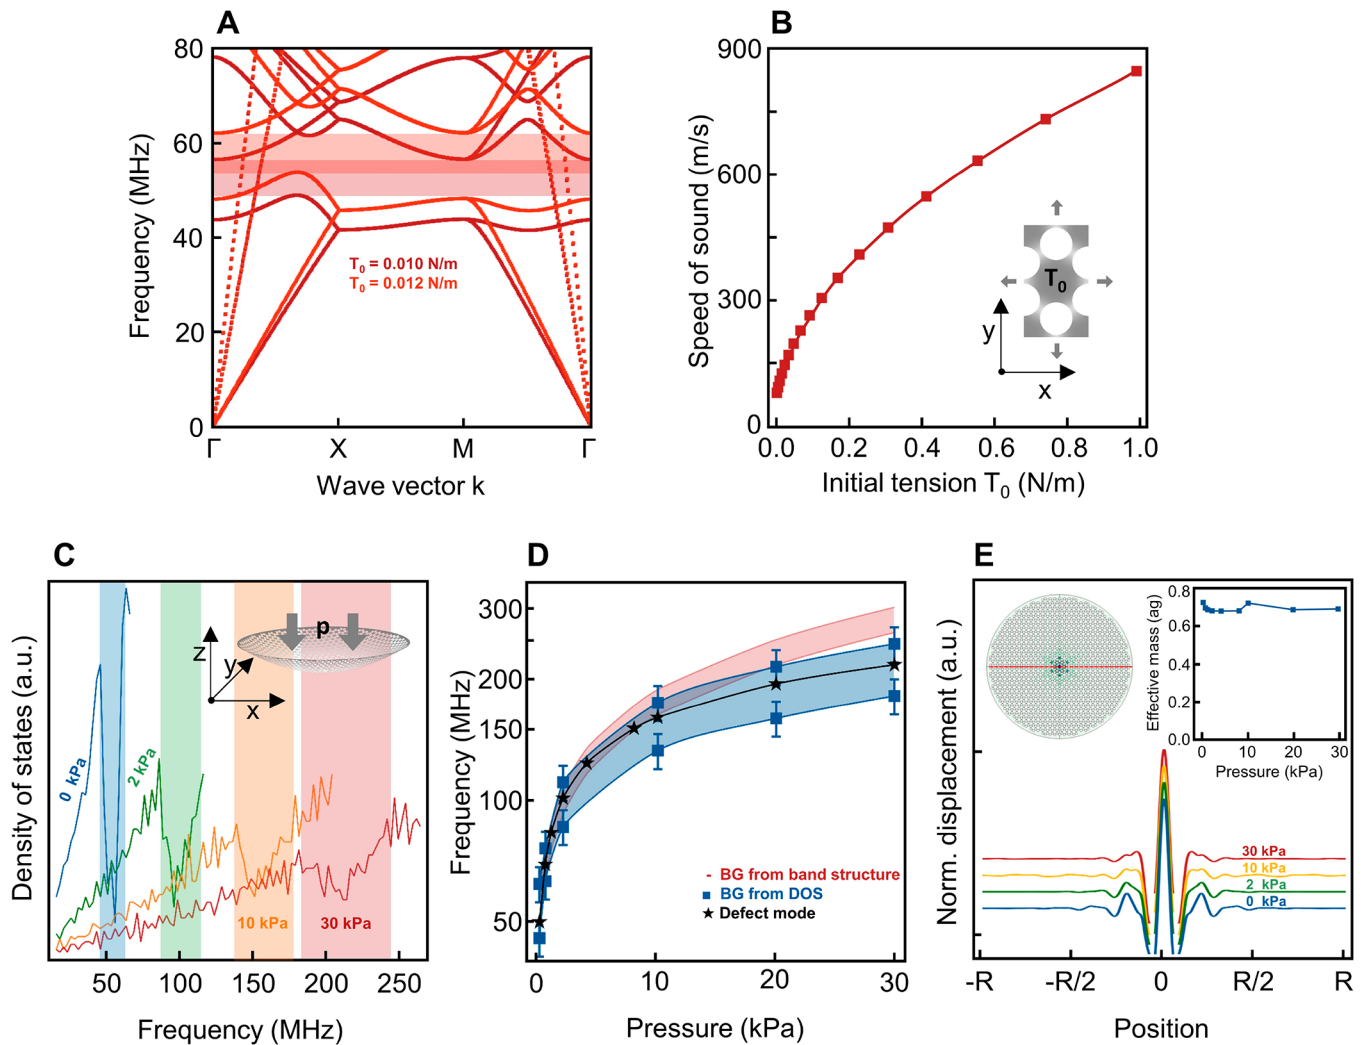 A
Frequency (MHz)
80
60
40
20
0
T₀ = 0.010 N/m
T₀ = 0.012 N/m
Γ X M Γ
Wave vector k
B
Speed of sound (m/s)
900
600
300
0
T₀
y
x
0.0 0.2 0.4 0.6 0.8 1.0
Initial tension T₀ (N/m)
C
Density of states (a.u.)
z
y
x
p
0 kPa
2 kPa
10 kPa
30 kPa
50 100 150 200 250
Frequency (MHz)
D
Frequency (MHz)
300
200
150
100
50
BG from band structure
BG from DOS
Defect mode
0 10 20 30
Pressure (kPa)
E
Norm. displacement (a.u.)
Effective mass (ag)
0.8
0.6
0.4
0.2
0.0
0 10 20 30
Pressure (kPa)
30 kPa
10 kPa
2 kPa
0 kPa
-R -R/2 0 R/2 R
Position